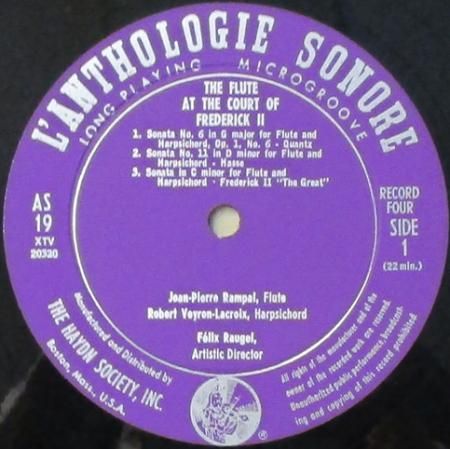 L'ANTHOLOGIE SONORE
LONG PLAYING MICROGROOVE
THE FLUTE
AT THE COURT OF
FREDERICK II
1. Sonata No. 6 in G major for Flute and
Harpsichord, Op. 1, No. 6 - Quantz
2. Sonata No. 11 in D minor for Flute and
Harpsichord - Hasse
3. Sonata in C minor for Flute and
Harpsichord - Frederick II "The Great"
AS
19
XTV
20320
RECORD
FOUR
SIDE
1
(22 min.)
Jean-Pierre Rampal, Flute
Robert Veyron-Lacroix, Harpsichord
Félix Raugel,
Artistic Director
Manufactured and Distributed by
THE HAYDN SOCIETY, INC.
Boston, Mass., U.S.A.
All rights of the manufacturer and of the
owner of the recorded work are reserved.
Unauthorized public performance, broadcast-
ing and copying of this record prohibited
®